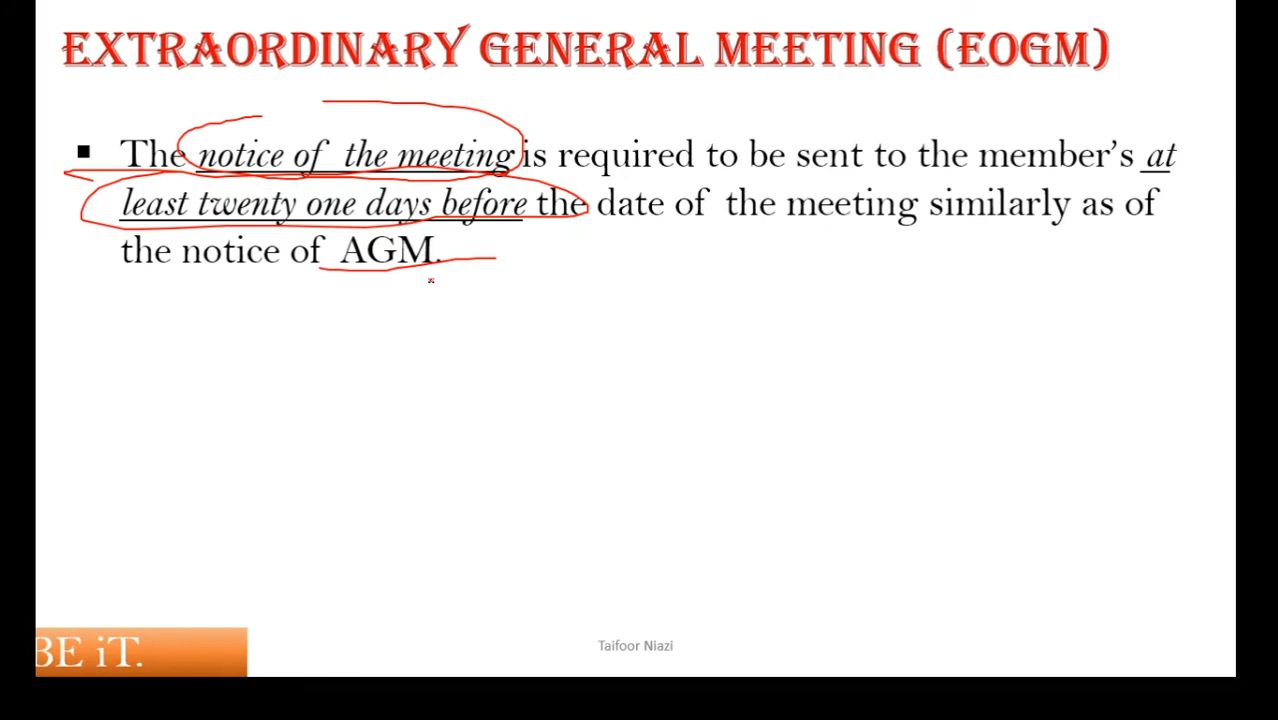 EXTRAORDINARY GENERAL MEETING (EOGM)
▪ The notice of the meeting is required to be sent to the member's at
least twenty one days before the date of the meeting similarly as of
the notice of AGM.
BE iT.
Taifoor Niazi